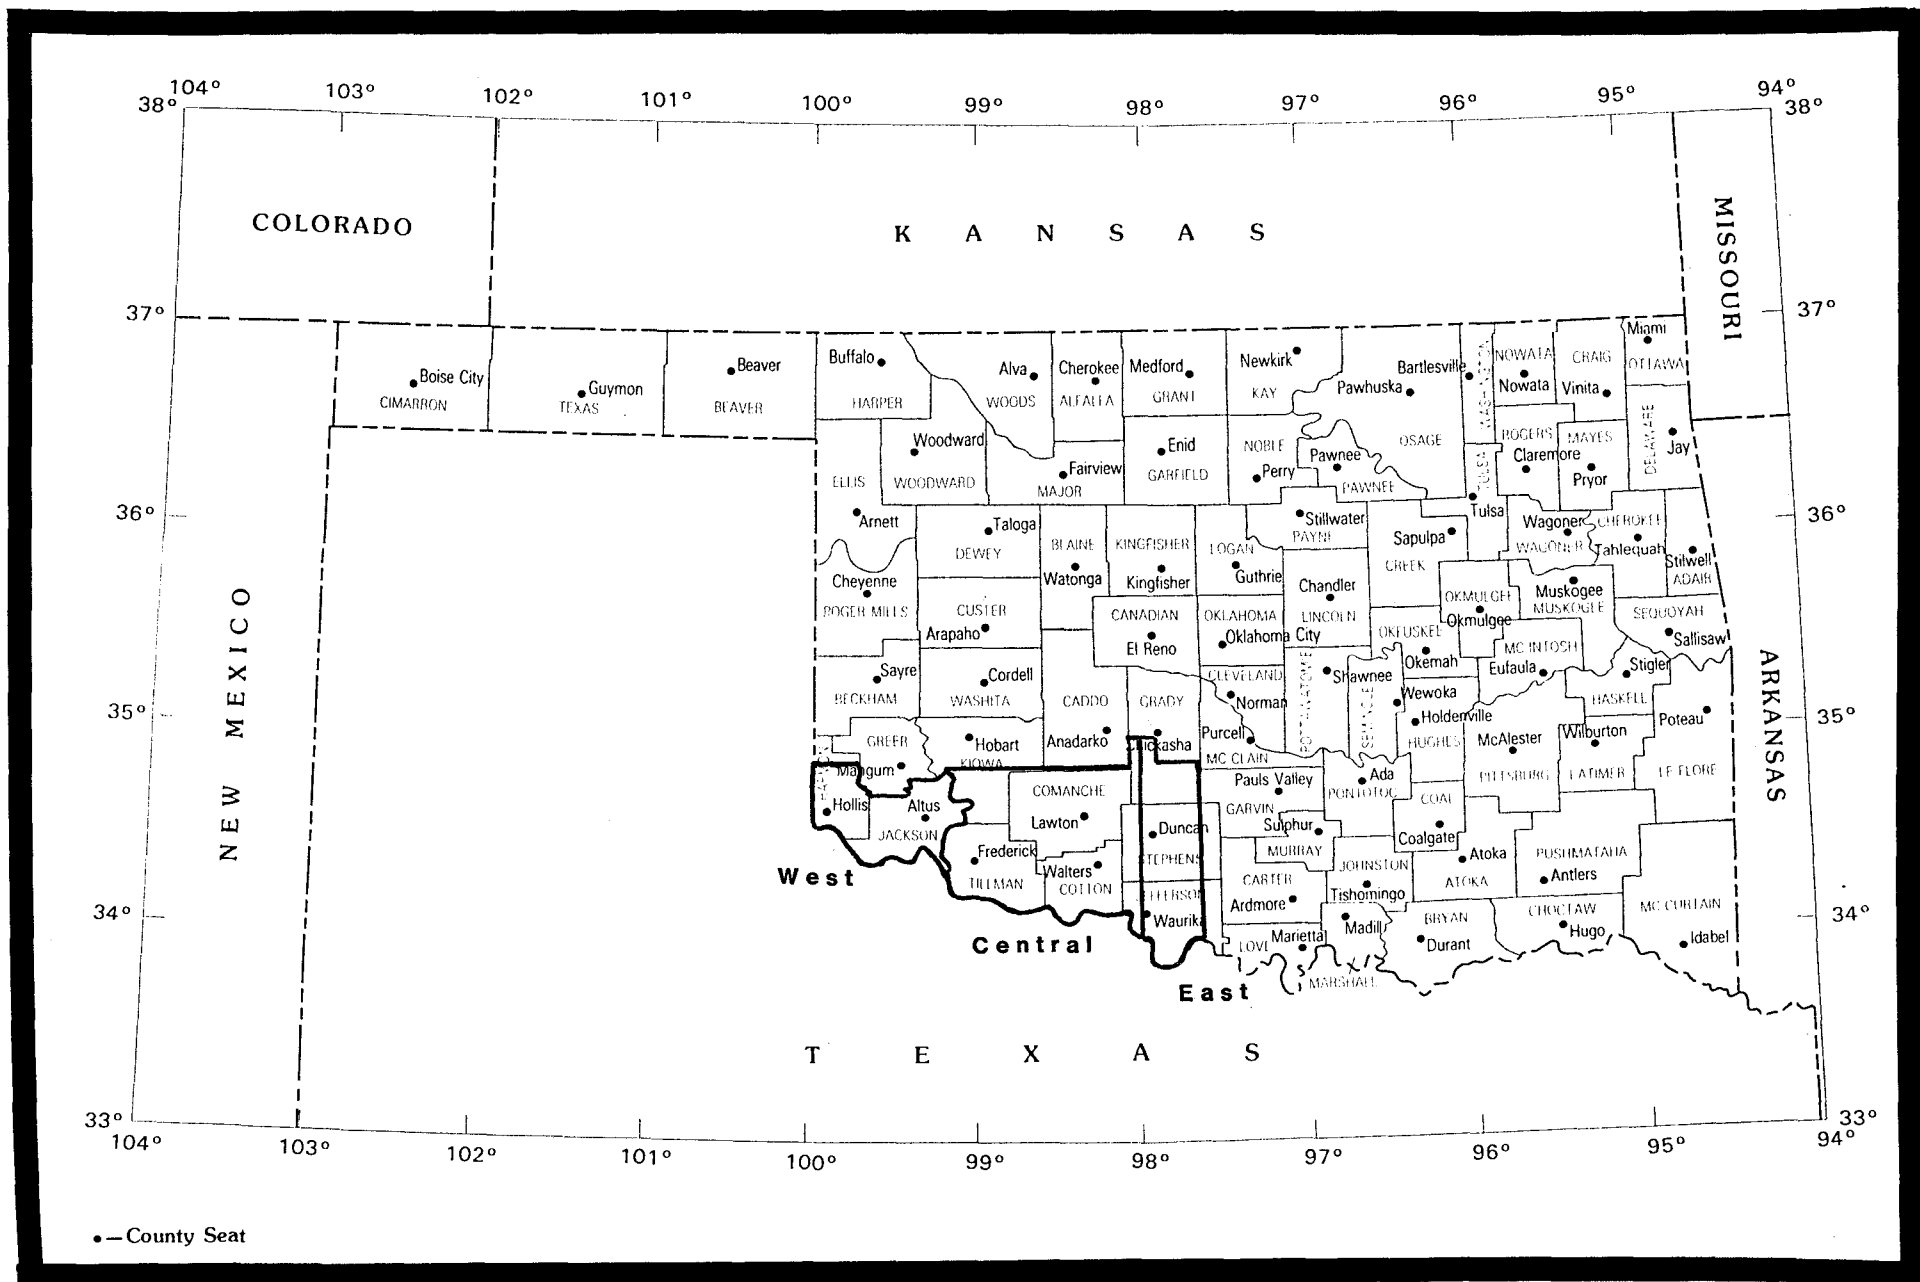 104° 103° 102° 101° 100° 99° 98° 97° 96° 95° 94°
38° 38°
COLORADO
K A N S A S
MISSOURI
37° 37°
Miami
Buffalo Alva Cherokee Medford Newkirk Bartlesville NOWATA CRAIG OTTAWA
Boise City Guymon Beaver Pawhuska Nowata Vinita
CIMARRON TEXAS BEAVER HARPER WOODS ALFALFA GRANT KAY WASHINGTON
Woodward Enid NOBLE OSAGE ROGERS MAYES DELAWARE Jay
Fairview Perry Pawnee TULSA Claremore
ELLIS WOODWARD MAJOR GARFIELD PAWNEE Pryor
36° 36°
Arnett Taloga Stillwater Tulsa Wagoner CHEROKEE
DEWEY BLAINE KINGFISHER LOGAN PAYNE Sapulpa WAGONER Tahlequah
Cheyenne Watonga Kingfisher Guthrie Chandler CREEK Stilwell
ROGER MILLS CUSTER CANADIAN OKLAHOMA LINCOLN OKMULGEE Muskogee ADAIR
MUSKOGEE SEQUOYAH
Arapaho El Reno Oklahoma City OKFUSKEE Okmulgee Sallisaw
MC INTOSH
Sayre Cordell CLEVELAND Shawnee Okemah Eufaula Stigler
BECKHAM WASHITA CADDO GRADY Norman POTTAWATOMIE SEMINOLE Wewoka HASKELL
35° 35°
NEW MEXICO
ARKANSAS
GREER Hobart Anadarko Chickasha Purcell Holdenville McAlester Wilburton Poteau
KIOWA MC CLAIN HUGHES
Mangum Pauls Valley Ada PITTSBURG LATIMER LE FLORE
HARMON Hollis Altus COMANCHE GARVIN PONTOTOC COAL
JACKSON Lawton Duncan Sulphur Coalgate
Frederick STEPHENS MURRAY JOHNSTON Atoka PUSHMATAHA
West
TILLMAN Walters COTTON CARTER Tishomingo ATOKA Antlers
JEFFERSON Waurika Ardmore BRYAN CHOCTAW MC CURTAIN
34° 34°
Central
LOVE Marietta Madill Durant Hugo Idabel
East
MARSHALL
T E X A S
33° 33°
104° 103° 102° 101° 100° 99° 98° 97° 96° 95° 94°
•—County Seat